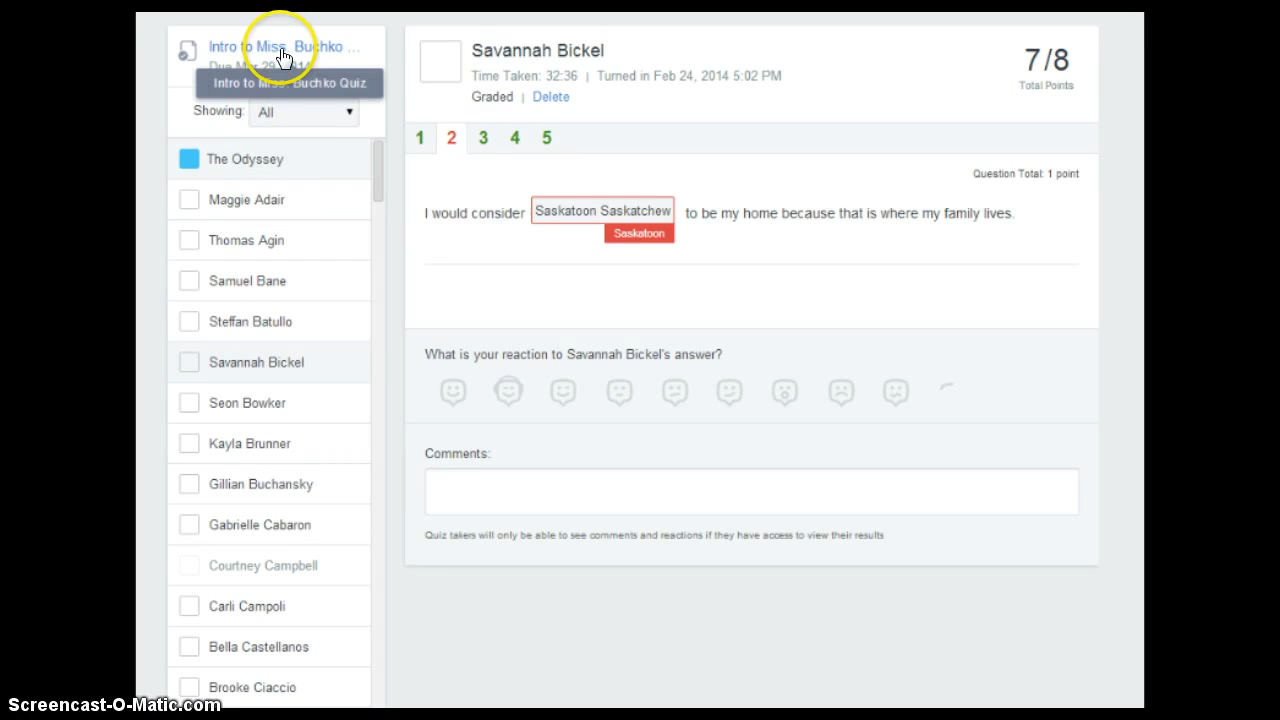 Intro to Miss. Buchko ...
Due Mar 29, 2014
Intro to Miss. Buchko Quiz
Showing: All
The Odyssey
Maggie Adair
Thomas Agin
Samuel Bane
Steffan Batullo
Savannah Bickel
Seon Bowker
Kayla Brunner
Gillian Buchansky
Gabrielle Cabaron
Courtney Campbell
Carli Campoli
Bella Castellanos
Brooke Ciaccio
Savannah Bickel
Time Taken: 32:36 | Turned in Feb 24, 2014 5:02 PM
Graded | Delete
7/8
Total Points
1 2 3 4 5
Question Total: 1 point
I would consider Saskatoon Saskatchew to be my home because that is where my family lives.
Saskatoon
What is your reaction to Savannah Bickel's answer?
Comments:
Quiz takers will only be able to see comments and reactions if they have access to view their results
Screencast-O-Matic.com